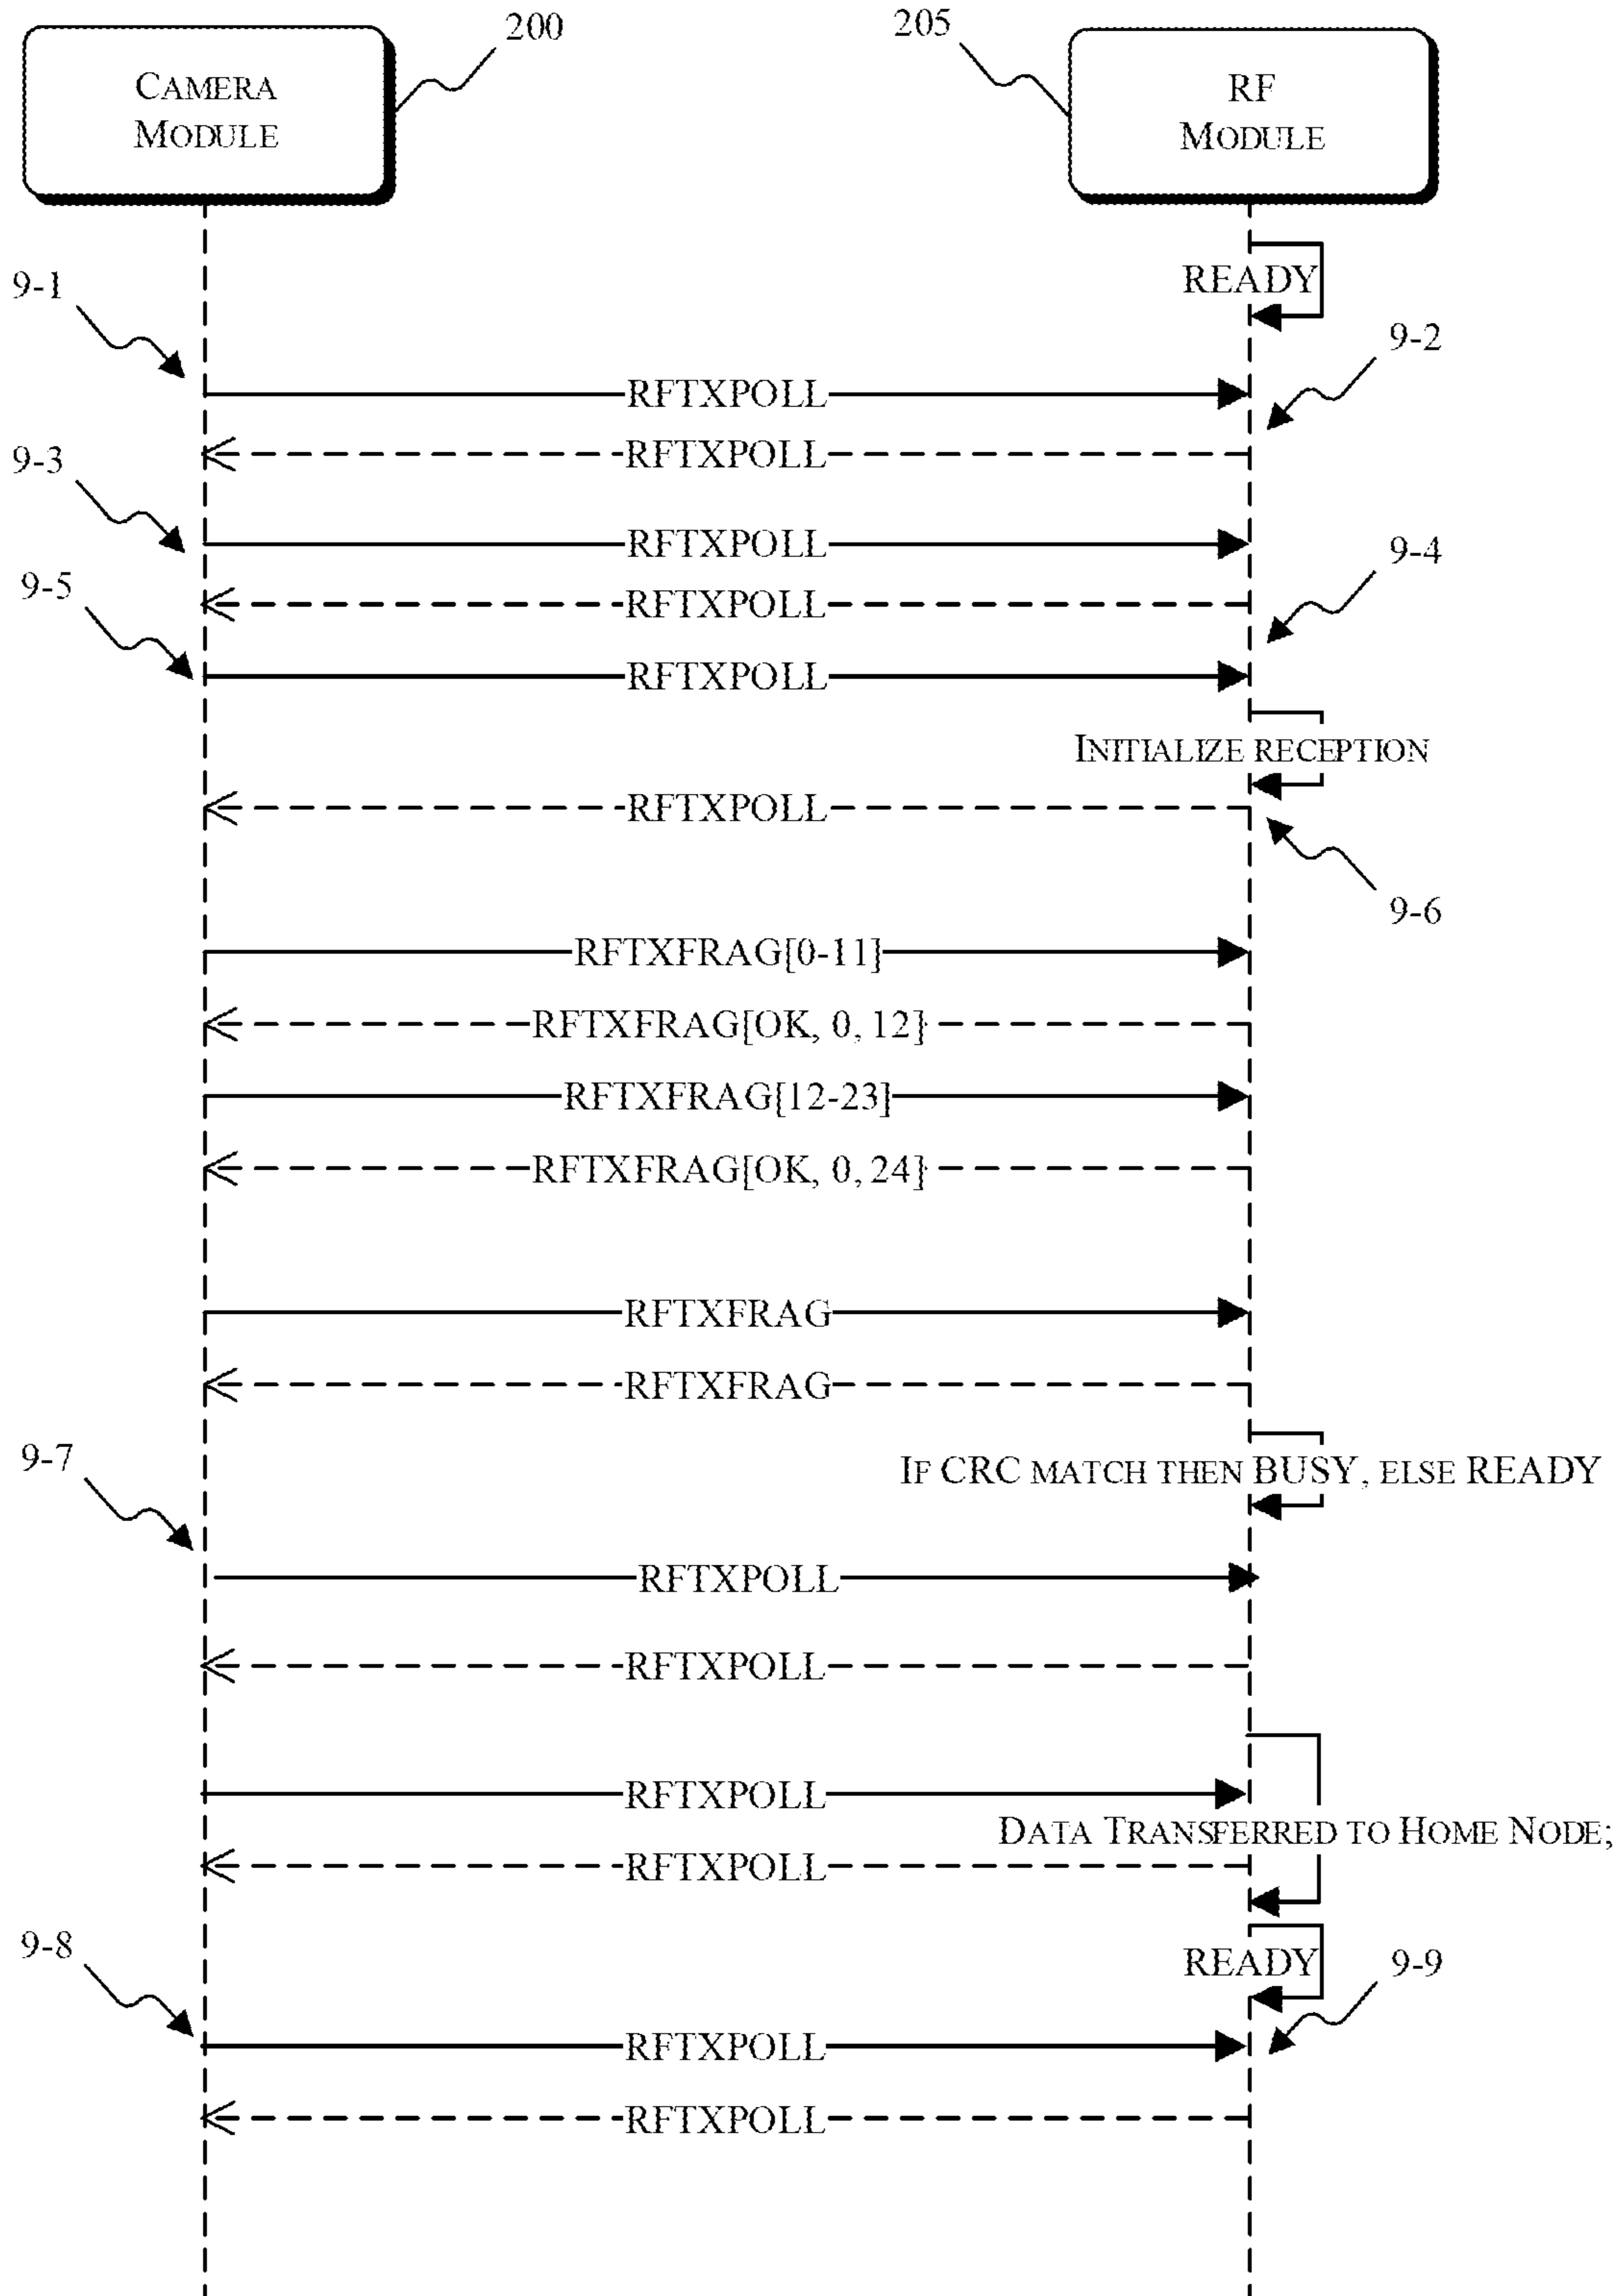 200
205
CAMERA
MODULE
RF
MODULE
READY
9-1
9-2
RFTXPOLL
RFTXPOLL
9-3
RFTXPOLL
9-4
9-5
RFTXPOLL
RFTXPOLL
INITIALIZE RECEPTION
RFTXPOLL
9-6
RFTXFRAG[0-11]
RFTXFRAG[OK, 0, 12]
RFTXFRAG[12-23]
RFTXFRAG[OK, 0, 24]
RFTXFRAG
RFTXFRAG
9-7
IF CRC MATCH THEN BUSY, ELSE READY
RFTXPOLL
RFTXPOLL
RFTXPOLL
DATA TRANSFERRED TO HOME NODE;
RFTXPOLL
9-8
READY
9-9
RFTXPOLL
RFTXPOLL